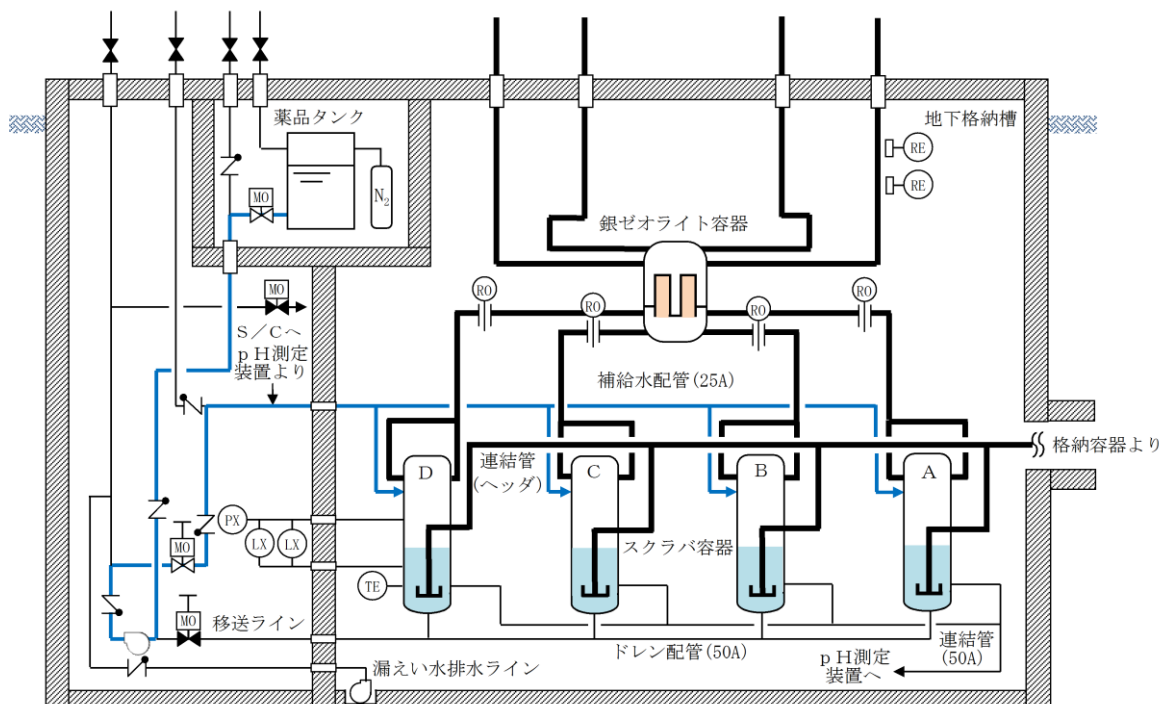 薬品タンク
地下格納槽
RE
MO
N₂
RE
銀ゼオライト容器
MO
RO
RO
RO
RO
S/Cへ
pH測定
装置より
補給水配管(25A)
D
連結管
(ヘッダ)
C
B
A
格納容器より
PX
LX
LX
スクラバ容器
MO
TE
MO
移送ライン
ドレン配管(50A)
連結管
(50A)
pH測定
装置へ
漏えい水排水ライン